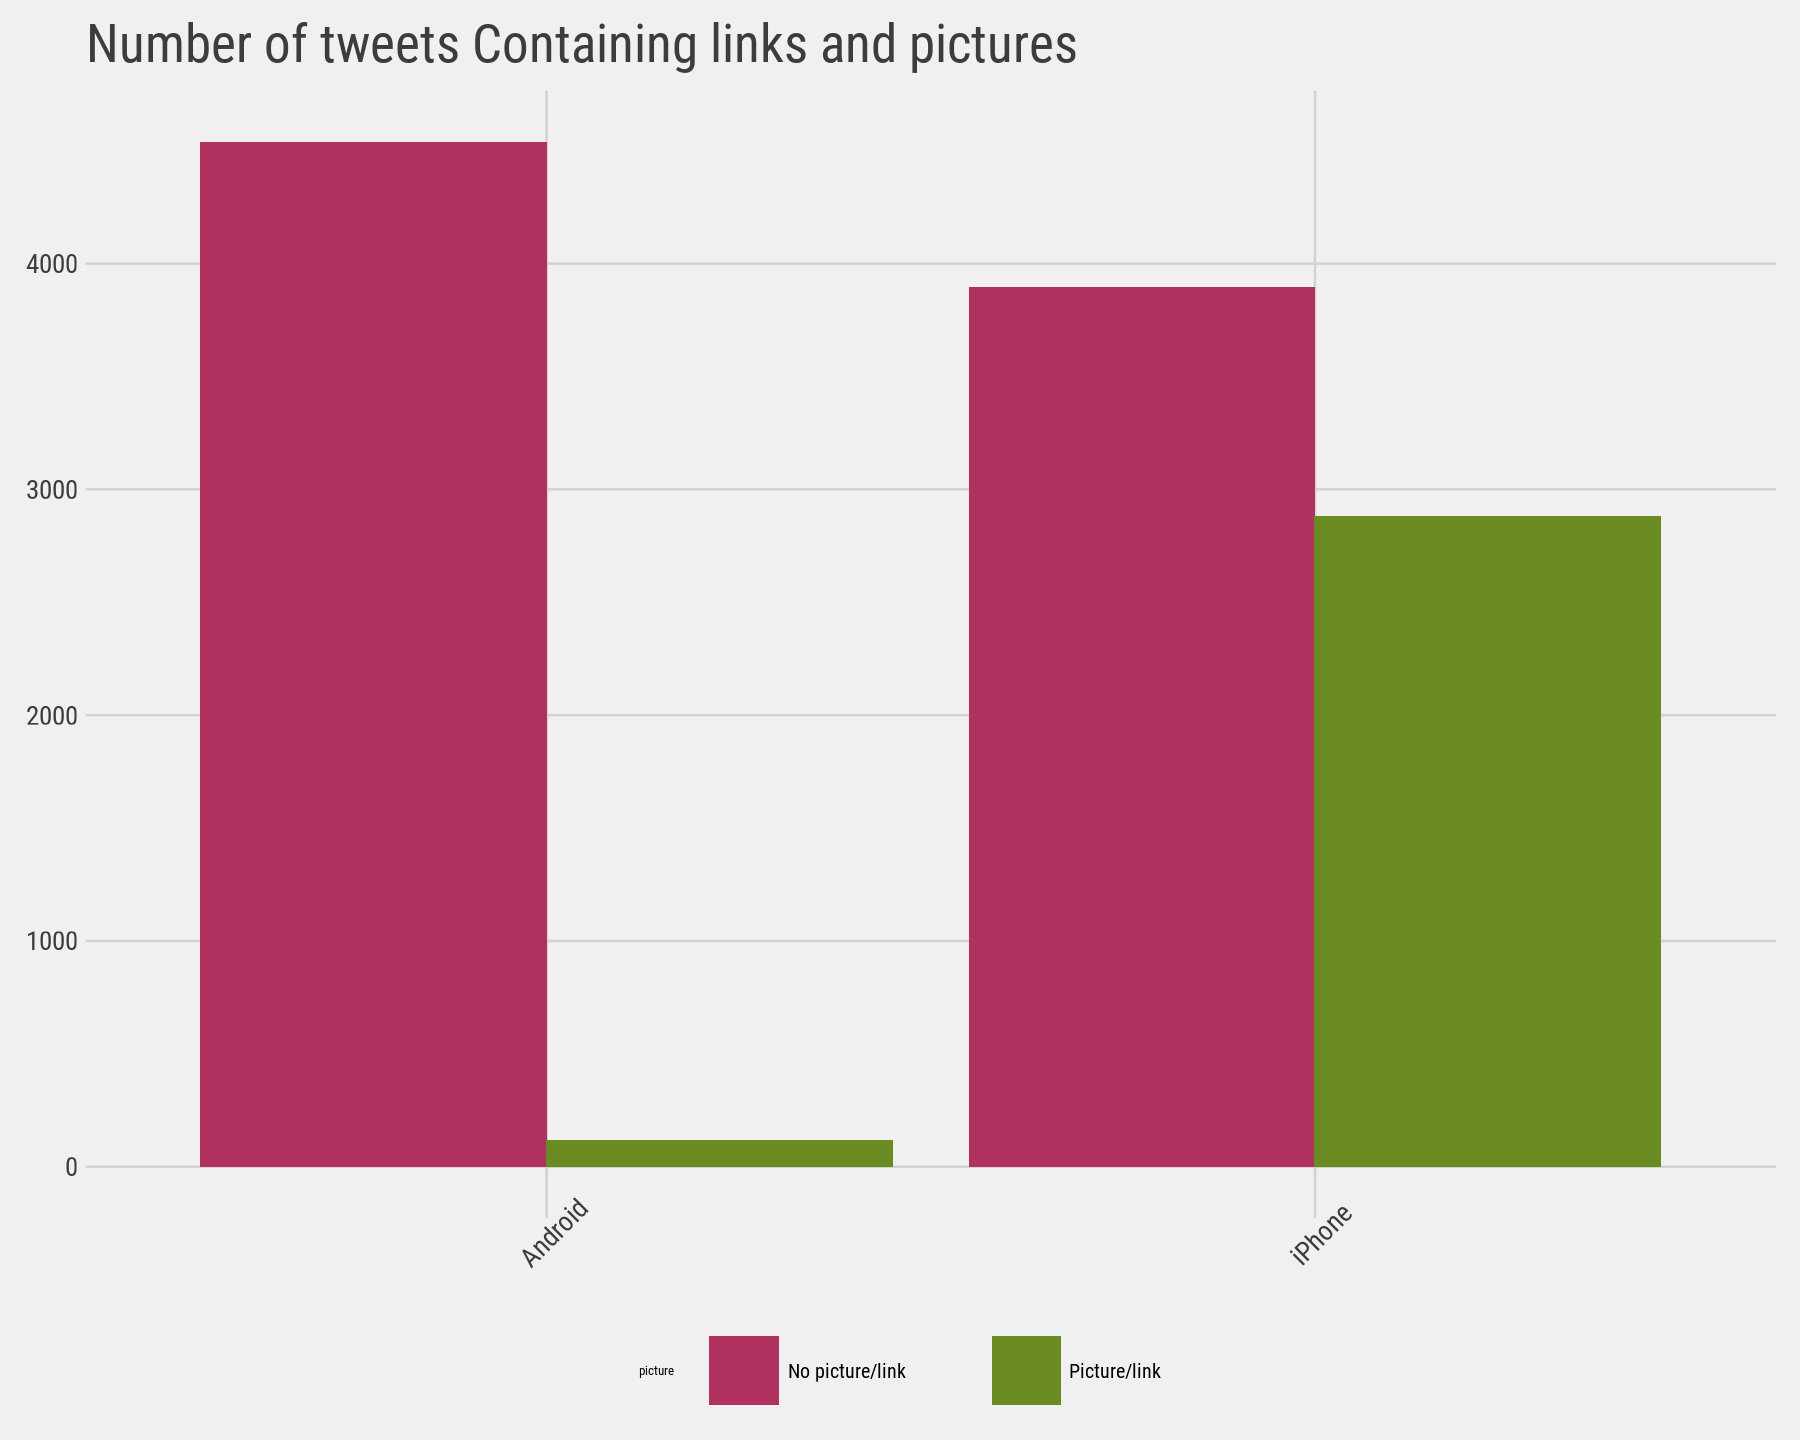 Number of tweets Containing links and pictures
4000
3000
2000
1000
0
Android
iPhone
picture
No picture/link
Picture/link